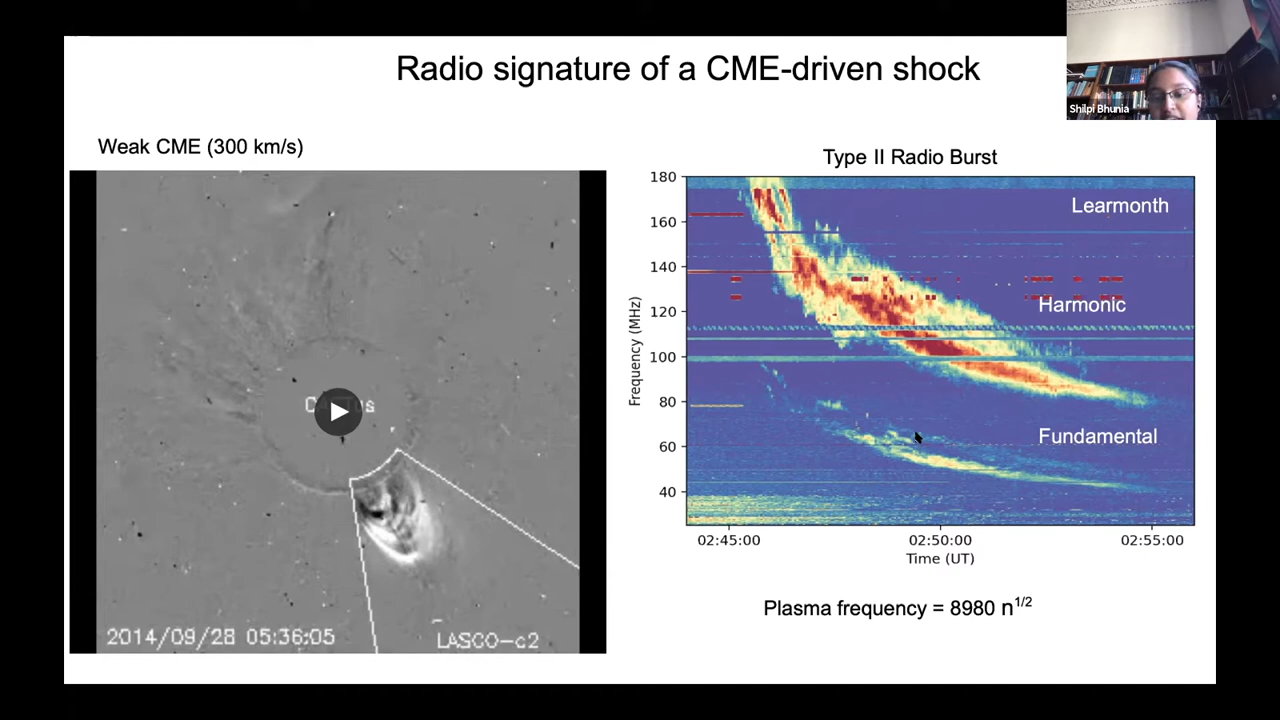 Radio signature of a CME-driven shock
Shilpi Bhunia
Weak CME (300 km/s)
2014/09/28 05:36:05
LASCO-c2
Type II Radio Burst
Frequency (MHz)
180
160
140
120
100
80
60
40
Learmonth
Harmonic
Fundamental
02:45:00
02:50:00
02:55:00
Time (UT)
Plasma frequency = 8980 n^1/2